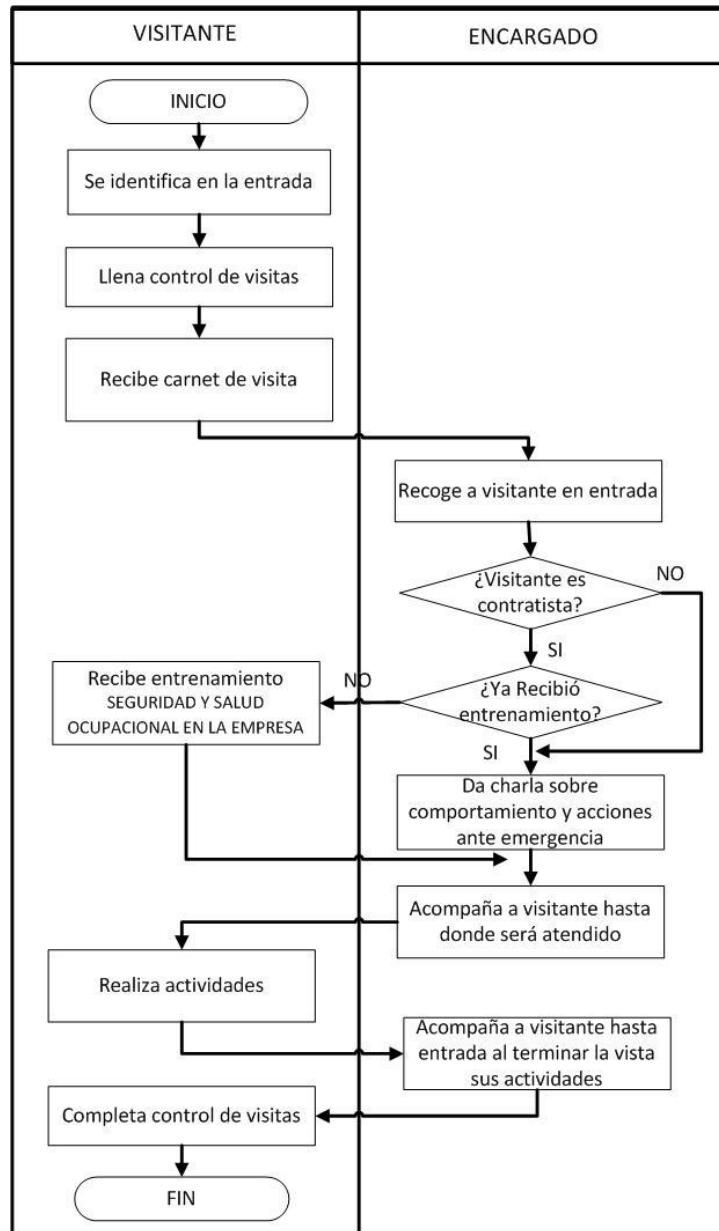 VISITANTE
ENCARGADO
INICIO
Se identifica en la entrada
Llena control de visitas
Recibe carnet de visita
Recoge a visitante en entrada
¿Visitante es
contratista?
NO
SI
¿Ya Recibió
entrenamiento?
NO
Recibe entrenamiento
SEGURIDAD Y SALUD
OCUPACIONAL EN LA EMPRESA
SI
Da charla sobre
comportamiento y acciones
ante emergencia
Acompaña a visitante hasta
donde será atendido
Realiza actividades
Acompaña a visitante hasta
entrada al terminar la vista
sus actividades
Completa control de visitas
FIN